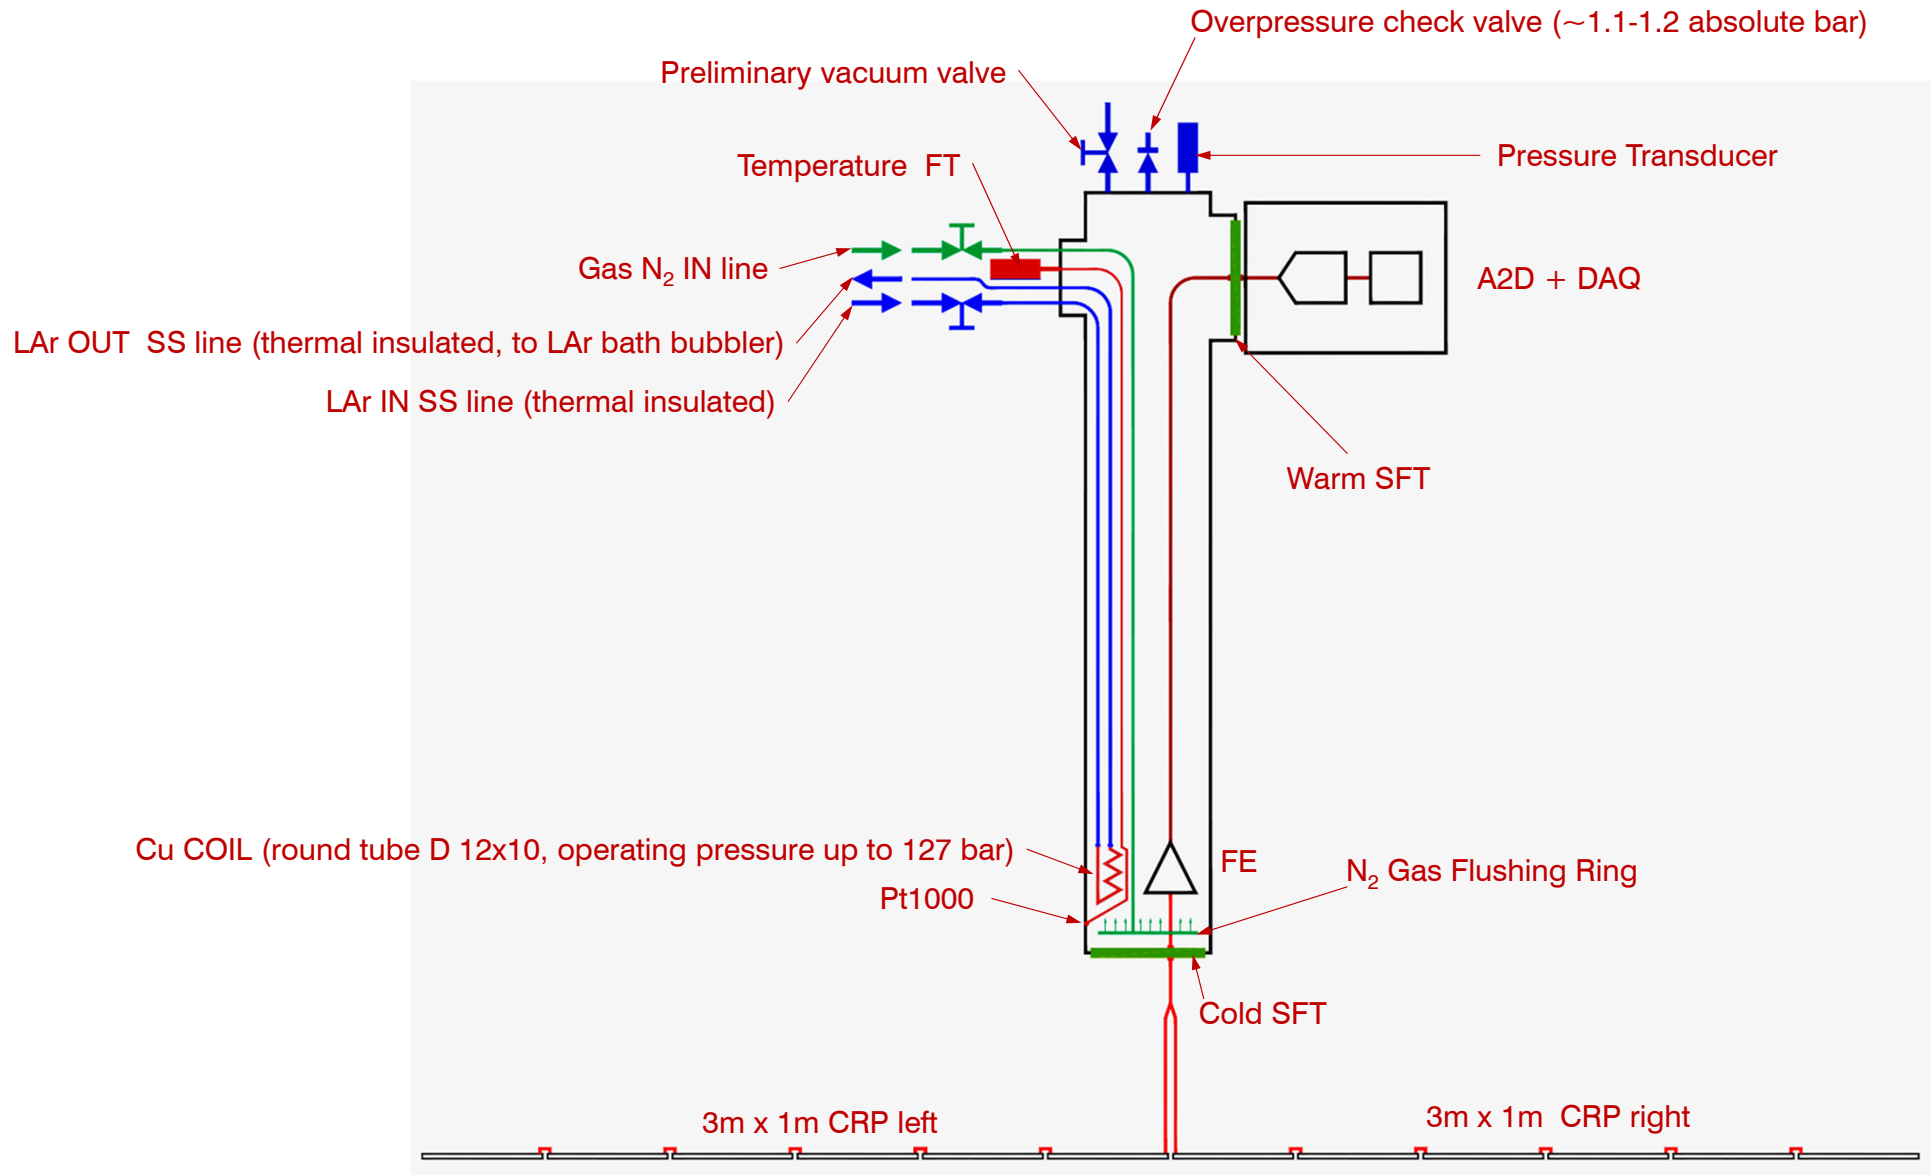 Overpressure check valve (~1.1-1.2 absolute bar)
Preliminary vacuum valve
Temperature FT
Pressure Transducer
Gas N₂ IN line
A2D + DAQ
LAr OUT SS line (thermal insulated, to LAr bath bubbler)
LAr IN SS line (thermal insulated)
Warm SFT
Cu COIL (round tube D 12x10, operating pressure up to 127 bar)
FE
N₂ Gas Flushing Ring
Pt1000
Cold SFT
3m x 1m CRP left
3m x 1m CRP right